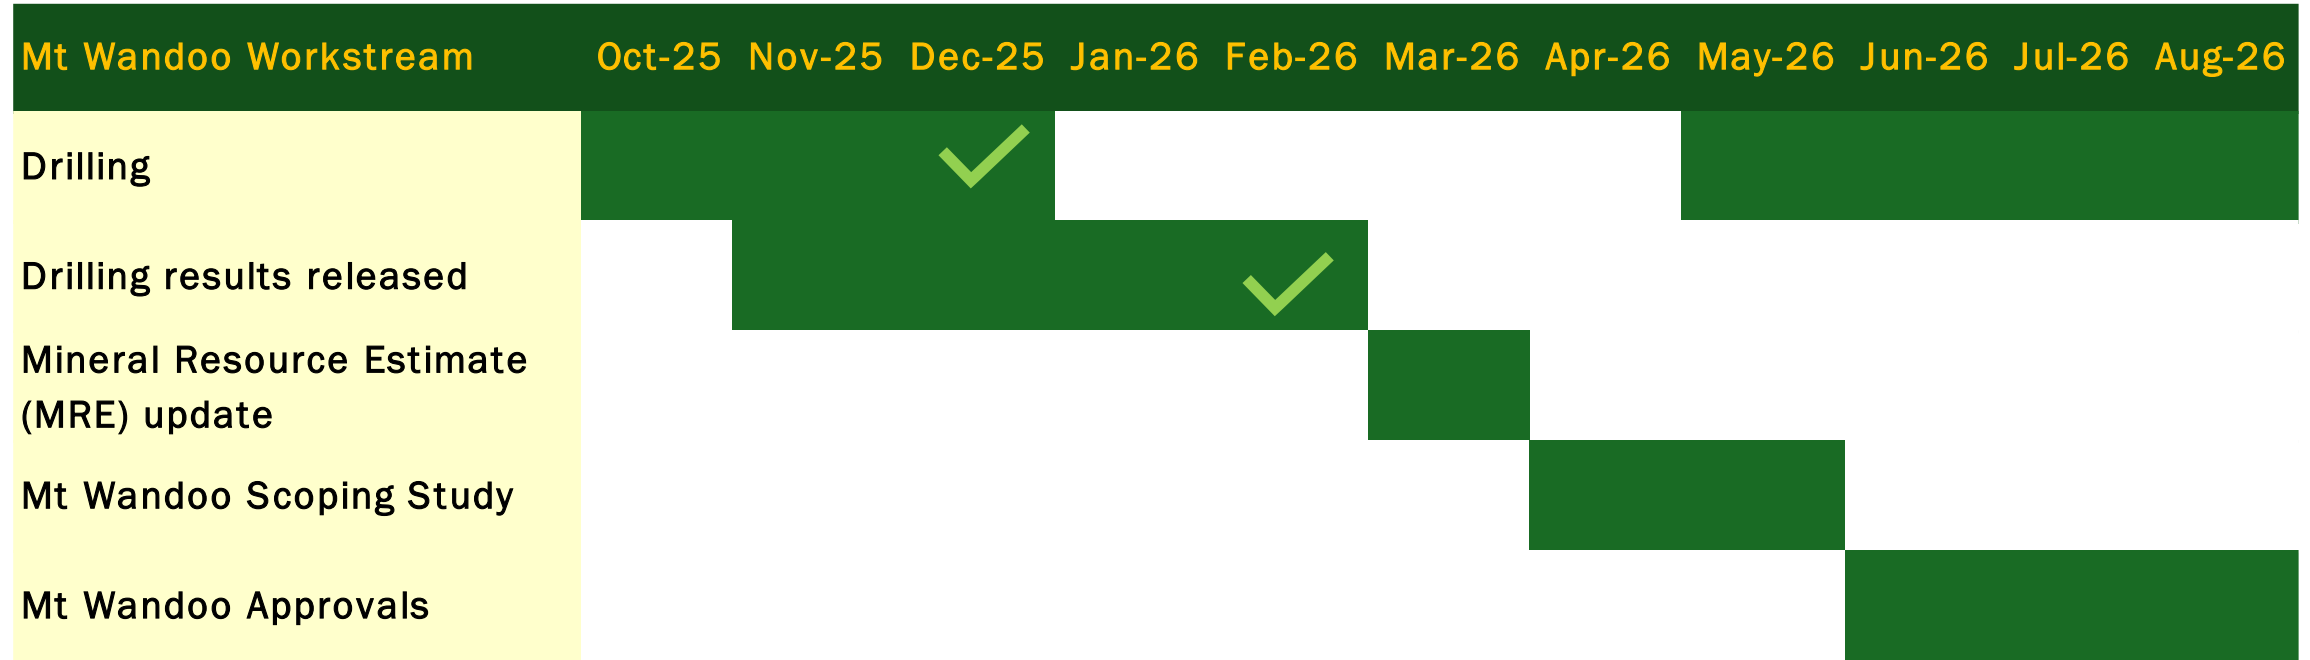 Mt Wandoo Workstream Oct-25 Nov-25 Dec-25 Jan-26 Feb-26 Mar-26 Apr-26 May-26 Jun-26 Jul-26 Aug-26
Drilling
Drilling results released
Mineral Resource Estimate
(MRE) update
Mt Wandoo Scoping Study
Mt Wandoo Approvals